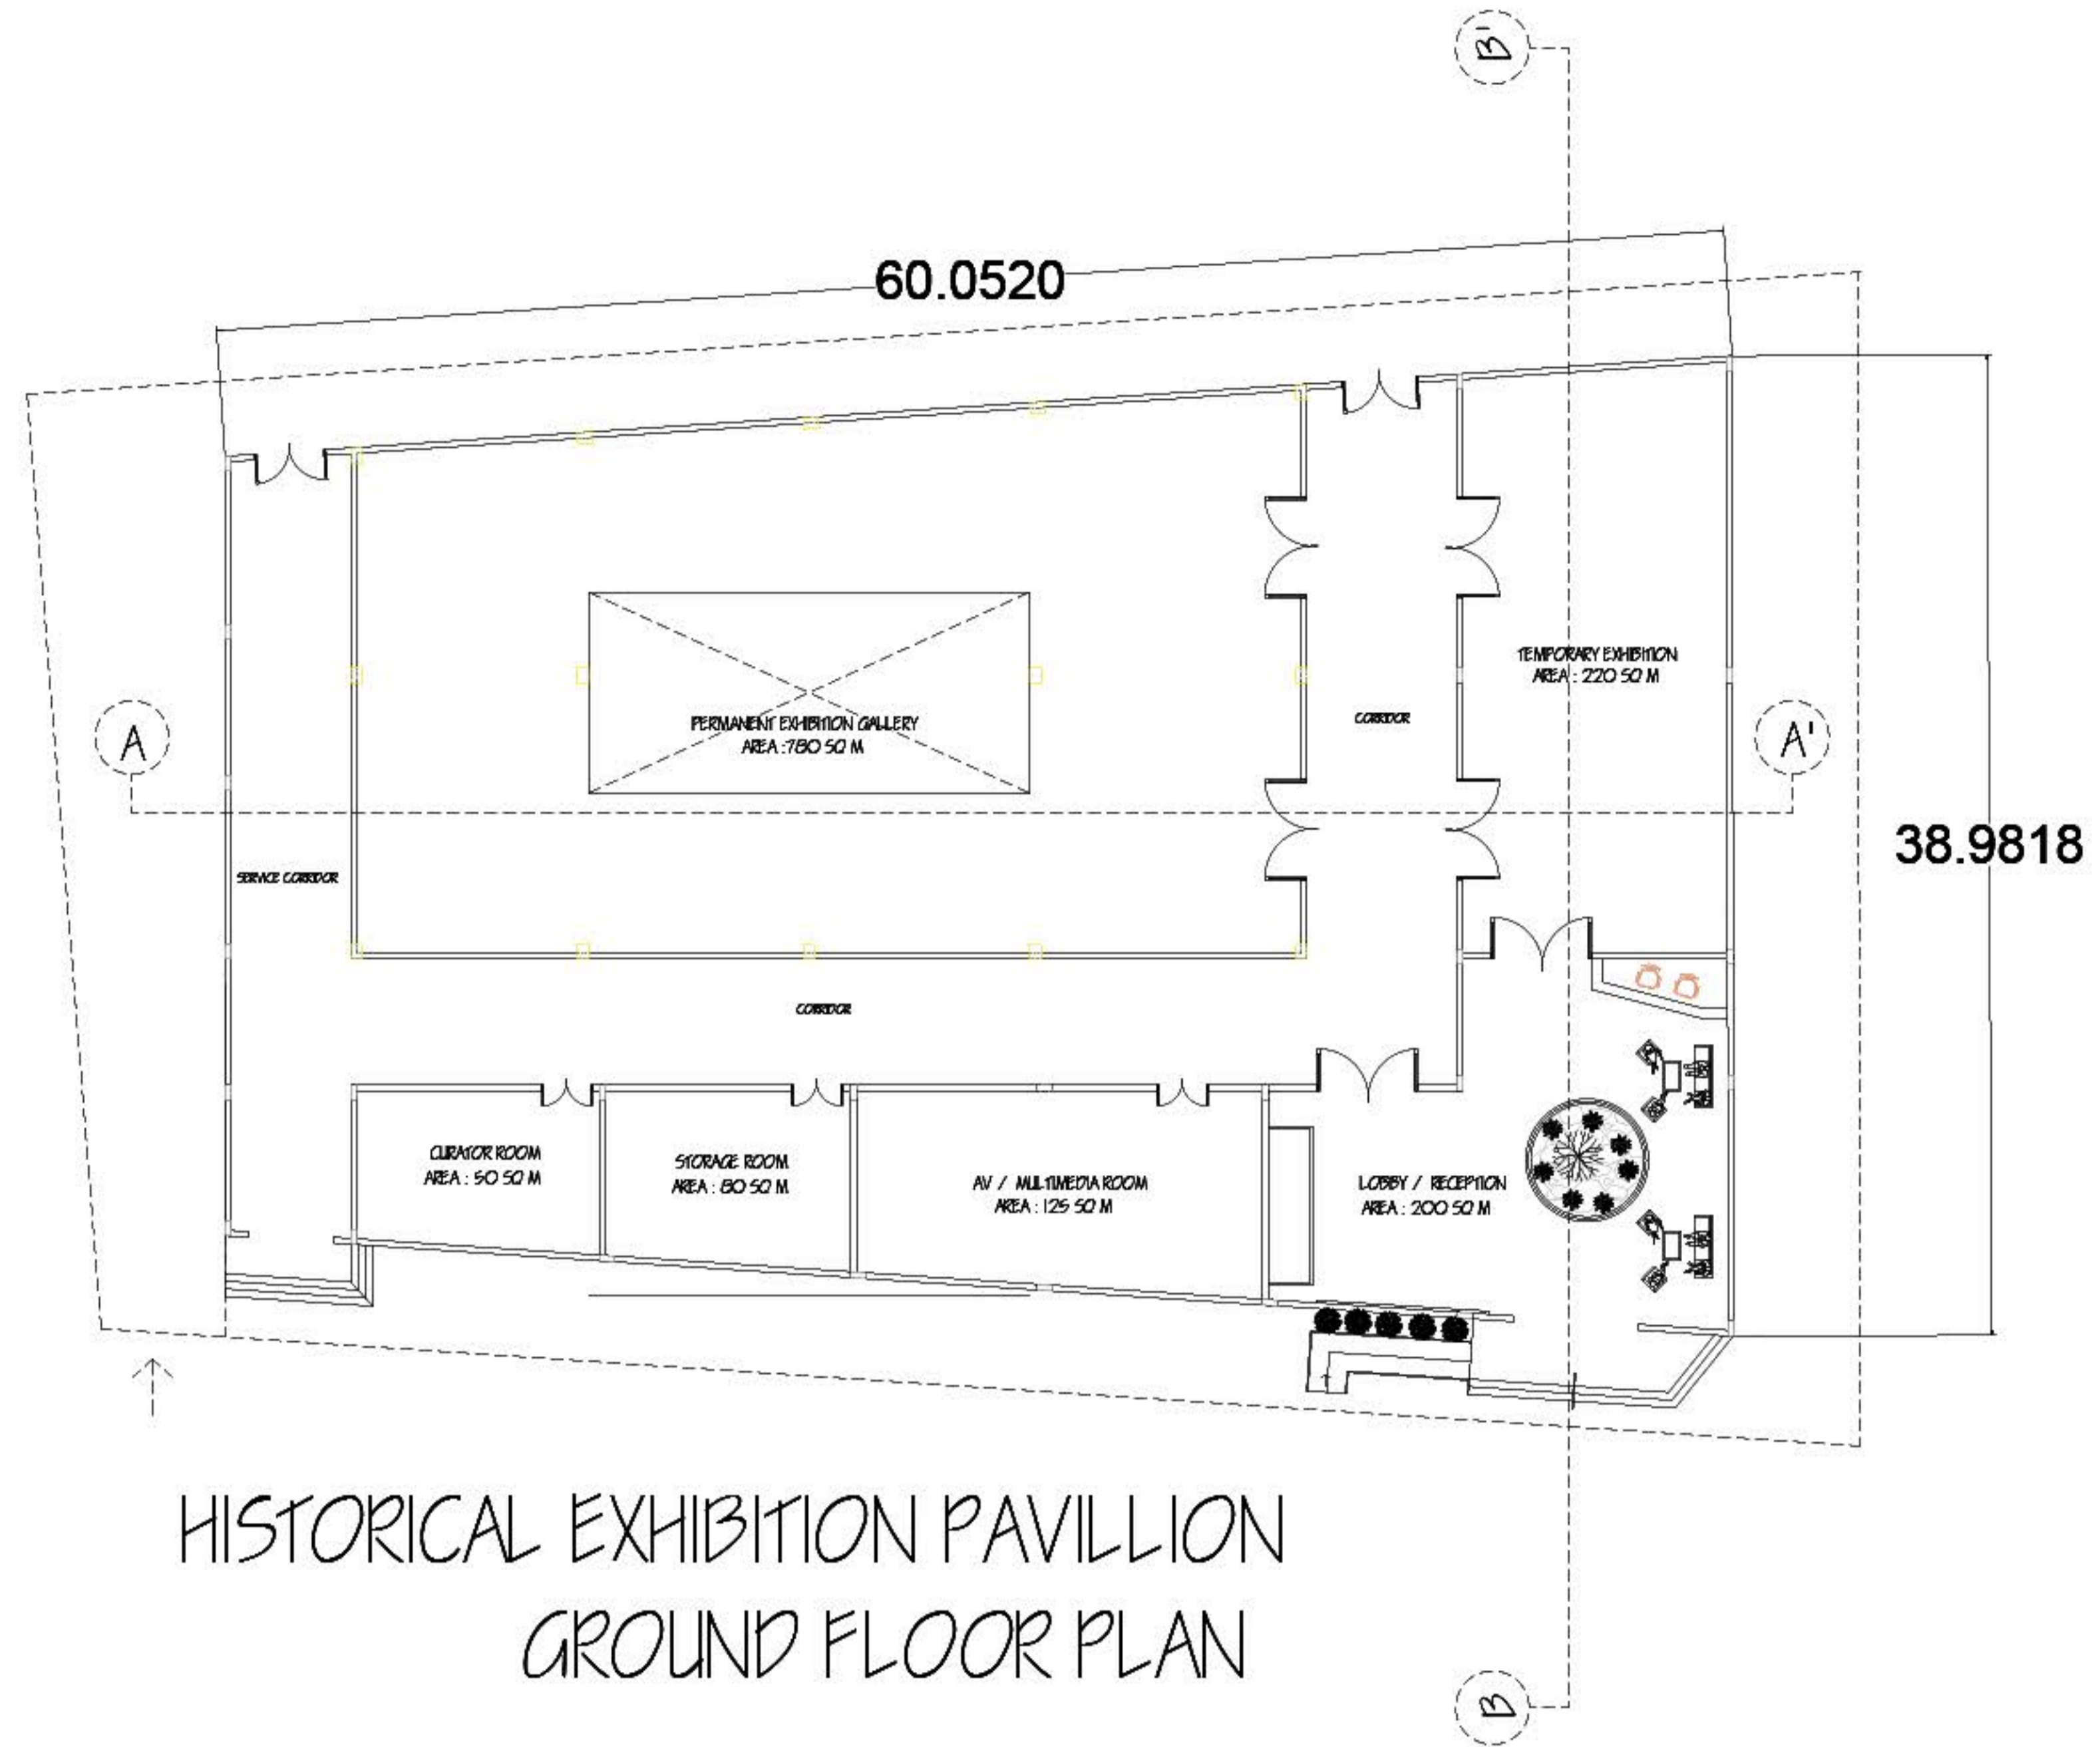 B'
60.0520
TEMPORARY EXHIBITION
AREA : 220 SQ M
PERMANENT EXHIBITION GALLERY
AREA :780 SQ M
CORRIDOR
A
A'
38.9818
SERVICE CORRIDOR
CORRIDOR
CURATOR ROOM
AREA : 50 SQ M
STORAGE ROOM
AREA : 80 SQ M
AV / MULTIMEDIA ROOM
AREA : 125 SQ M
LOBBY / RECEPTION
AREA : 200 SQ M
HISTORICAL EXHIBITION PAVILLION
GROUND FLOOR PLAN
B